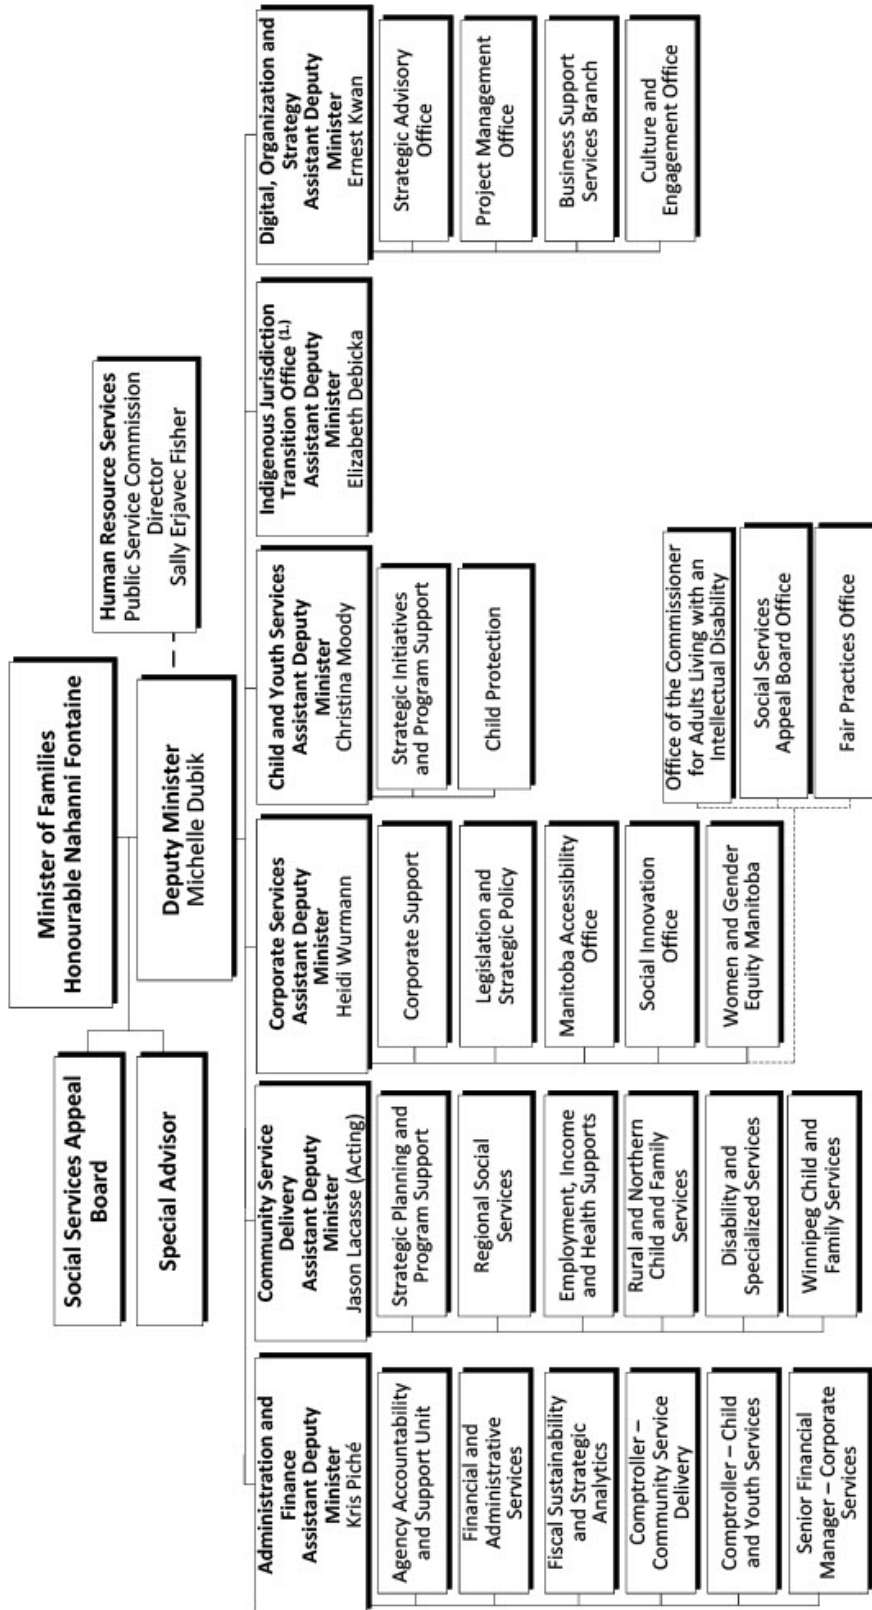 Minister of Families
Honourable Nahanni Fontaine
Social Services Appeal
Board
Special Advisor
Deputy Minister
Michelle Dubik
Human Resource Services
Public Service Commission
Director
Sally Erjavec Fisher
Administration and
Finance
Assistant Deputy
Minister
Kris Piché
Agency Accountability
and Support Unit
Financial and
Administrative
Services
Fiscal Sustainability
and Strategic
Analytics
Comptroller –
Community Service
Delivery
Comptroller – Child
and Youth Services
Senior Financial
Manager – Corporate
Services
Community Service
Delivery
Assistant Deputy
Minister
Jason Lacasse (Acting)
Strategic Planning and
Program Support
Regional Social
Services
Employment, Income
and Health Supports
Rural and Northern
Child and Family
Services
Disability and
Specialized Services
Winnipeg Child and
Family Services
Corporate Services
Assistant Deputy
Minister
Heidi Wurmann
Corporate Support
Legislation and
Strategic Policy
Manitoba Accessibility
Office
Social Innovation
Office
Women and Gender
Equity Manitoba
Office of the Commissioner
for Adults Living with an
Intellectual Disability
Social Services
Appeal Board Office
Fair Practices Office
Child and Youth Services
Assistant Deputy
Minister
Christina Moody
Strategic Initiatives
and Program Support
Child Protection
Indigenous Jurisdiction
Transition Office (1.)
Assistant Deputy
Minister
Elizabeth Debicka
Digital, Organization and
Strategy
Assistant Deputy
Minister
Ernest Kwan
Strategic Advisory
Office
Project Management
Office
Business Support
Services Branch
Culture and
Engagement Office